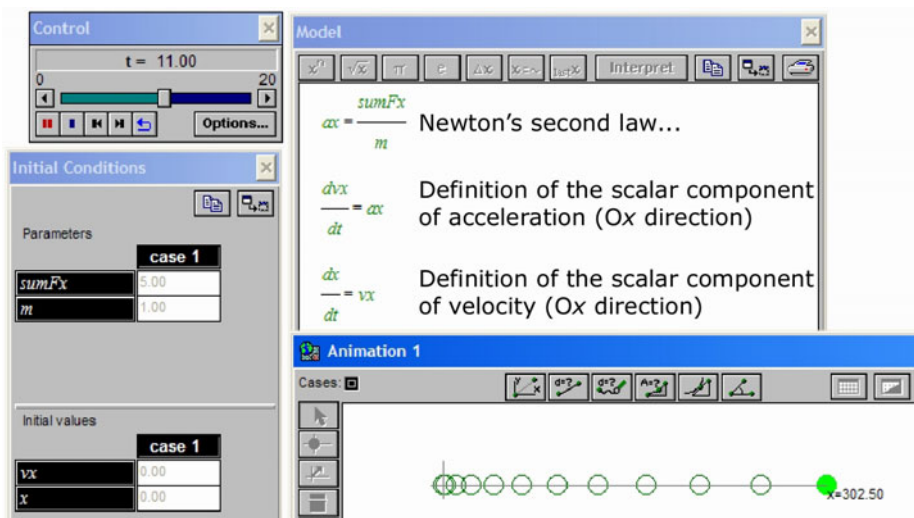 Control
t = 11.00
0 20
Options...
Initial Conditions
Parameters
case 1
sumFx 5.00
m 1.00
Initial values
case 1
vx 0.00
x 0.00
Model
xⁿ √x π e Δx Interpret
ax = sumFx / m Newton's second law...
dvx / dt = ax Definition of the scalar component
of acceleration (Ox direction)
dx / dt = vx Definition of the scalar component
of velocity (Ox direction)
Animation 1
Cases:
x=302.50